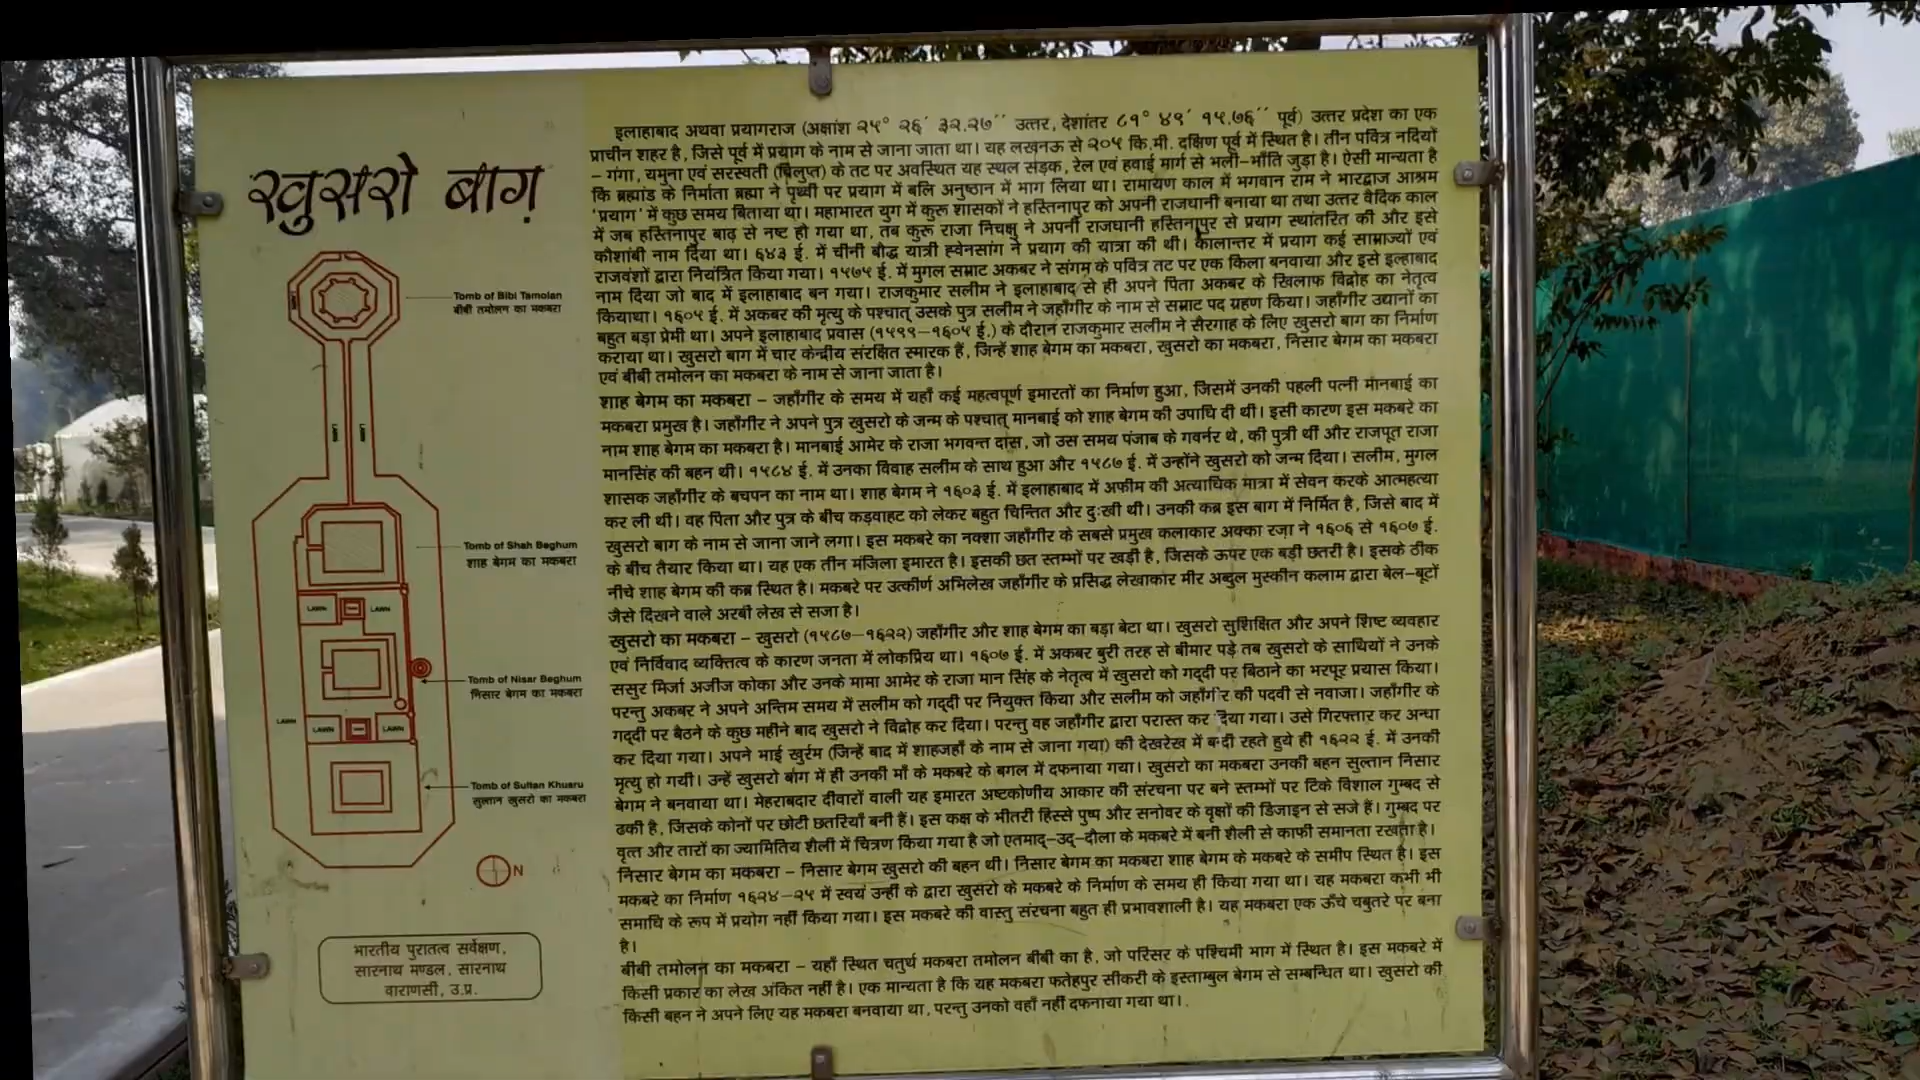 खुसरो बाग़
Tomb of Bibi Tamolan
बीबी तमोलन का मकबरा
LAWN
LAWN
LAWN
Tomb of Shah Beghum
शाह बेगम का मकबरा
LAWN
LAWN
Tomb of Nisar Beghum
निसार बेगम का मकबरा
LAWN
LAWN
LAWN
Tomb of Sultan Khusru
सुल्तान खुसरो का मकबरा
N
भारतीय पुरातत्व सर्वेक्षण,
सारनाथ मण्डल, सारनाथ
वाराणसी, उ.प्र.
इलाहाबाद अथवा प्रयागराज (अक्षांश २५° २६′ ३२.२७′′ उत्तर, देशांतर ८१° ४९′ १५.७६′′ पूर्व) उत्तर प्रदेश का एक
प्राचीन शहर है, जिसे पूर्व में प्रयाग के नाम से जाना जाता था। यह लखनऊ से २०५ कि.मी. दक्षिण पूर्व में स्थित है। तीन पवित्र नदियों
– गंगा, यमुना एवं सरस्वती (विलुप्त) के तट पर अवस्थित यह स्थल सड़क, रेल एवं हवाई मार्ग से भली–भाँति जुड़ा है। ऐसी मान्यता है
कि ब्रह्मांड के निर्माता ब्रह्मा ने पृथ्वी पर प्रयाग में बलि अनुष्ठान में भाग लिया था। रामायण काल में भगवान राम ने भारद्वाज आश्रम
'प्रयाग' में कुछ समय बिताया था। महाभारत युग में कुरू शासकों ने हस्तिनापुर को अपनी राजधानी बनाया था तथा उत्तर वैदिक काल
में जब हस्तिनापुर बाढ़ से नष्ट हो गया था, तब कुरू राजा निचक्षु ने अपनी राजधानी हस्तिनापुर से प्रयाग स्थांतरित की और इसे
कौशांबी नाम दिया था। ६४३ ई. में चीनी बौद्ध यात्री ह्वेनसांग ने प्रयाग की यात्रा की थी। कालान्तर में प्रयाग कई साम्राज्यों एवं
राजवंशों द्वारा नियंत्रित किया गया। १५७५ ई. में मुगल सम्राट अकबर ने संगम के पवित्र तट पर एक किला बनवाया और इसे इल्हाबाद
नाम दिया जो बाद में इलाहाबाद बन गया। राजकुमार सलीम ने इलाहाबाद से ही अपने पिता अकबर के खिलाफ विद्रोह का नेतृत्व
कियाथा। १६०५ ई. में अकबर की मृत्यु के पश्चात् उसके पुत्र सलीम ने जहाँगीर के नाम से सम्राट पद ग्रहण किया। जहाँगीर उद्यानों का
बहुत बड़ा प्रेमी था। अपने इलाहाबाद प्रवास (१५९९–१६०५ ई.) के दौरान राजकुमार सलीम ने सैरगाह के लिए खुसरो बाग का निर्माण
कराया था। खुसरो बाग में चार केन्द्रीय संरक्षित स्मारक हैं, जिन्हें शाह बेगम का मकबरा, खुसरो का मकबरा, निसार बेगम का मकबरा
एवं बीबी तमोलन का मकबरा के नाम से जाना जाता है।
शाह बेगम का मकबरा – जहाँगीर के समय में यहाँ कई महत्वपूर्ण इमारतों का निर्माण हुआ, जिसमें उनकी पहली पत्नी मानबाई का
मकबरा प्रमुख है। जहाँगीर ने अपने पुत्र खुसरो के जन्म के पश्चात् मानबाई को शाह बेगम की उपाधि दी थी। इसी कारण इस मकबरे का
नाम शाह बेगम का मकबरा है। मानबाई आमेर के राजा भगवन्त दास, जो उस समय पंजाब के गवर्नर थे, की पुत्री थीं और राजपूत राजा
मानसिंह की बहन थी। १५८४ ई. में उनका विवाह सलीम के साथ हुआ और १५८७ ई. में उन्होंने खुसरो को जन्म दिया। सलीम, मुगल
शासक जहाँगीर के बचपन का नाम था। शाह बेगम ने १६०३ ई. में इलाहाबाद में अफीम की अत्याधिक मात्रा में सेवन करके आत्महत्या
कर ली थी। वह पिता और पुत्र के बीच कड़वाहट को लेकर बहुत चिन्तित और दुःखी थी। उनकी कब्र इस बाग में निर्मित है, जिसे बाद में
खुसरो बाग के नाम से जाना जाने लगा। इस मकबरे का नक्शा जहाँगीर के सबसे प्रमुख कलाकार अक्का रज़ा ने १६०६ से १६०७ ई.
के बीच तैयार किया था। यह एक तीन मंजिला इमारत है। इसकी छत स्तम्भों पर खड़ी है, जिसके ऊपर एक बड़ी छतरी है। इसके ठीक
नीचे शाह बेगम की कब्र स्थित है। मकबरे पर उत्कीर्ण अभिलेख जहाँगीर के प्रसिद्ध लेखाकार मीर अब्दुल मुस्कीन कलाम द्वारा बेल–बूटों
जैसे दिखने वाले अरबी लेख से सजा है।
खुसरो का मकबरा – खुसरो (१५८७–१६२२) जहाँगीर और शाह बेगम का बड़ा बेटा था। खुसरो सुशिक्षित और अपने शिष्ट व्यवहार
एवं निर्विवाद व्यक्तित्व के कारण जनता में लोकप्रिय था। १६०७ ई. में अकबर बुरी तरह से बीमार पड़े तब खुसरो के साथियों ने उनके
ससुर मिर्जा अजीज कोका और उनके मामा आमेर के राजा मान सिंह के नेतृत्व में खुसरो को गद्दी पर बिठाने का भरपूर प्रयास किया।
परन्तु अकबर ने अपने अन्तिम समय में सलीम को गद्दी पर नियुक्त किया और सलीम को जहाँगीर की पदवी से नवाजा। जहाँगीर के
गद्दी पर बैठने के कुछ महीने बाद खुसरो ने विद्रोह कर दिया। परन्तु वह जहाँगीर द्वारा परास्त कर दिया गया। उसे गिरफ्तार कर अन्धा
कर दिया गया। अपने भाई खुर्रम (जिन्हें बाद में शाहजहाँ के नाम से जाना गया) की देखरेख में बन्दी रहते हुये ही १६२२ ई. में उनकी
मृत्यु हो गयी। उन्हें खुसरो बाग में ही उनकी माँ के मकबरे के बगल में दफनाया गया। खुसरो का मकबरा उनकी बहन सुल्तान निसार
बेगम ने बनवाया था। मेहराबदार दीवारों वाली यह इमारत अष्टकोणीय आकार की संरचना पर बने स्तम्भों पर टिके विशाल गुम्बद से
ढकी है, जिसके कोनों पर छोटी छतरियाँ बनी हैं। इस कक्ष के भीतरी हिस्से पुष्प और सनोवर के वृक्षों की डिजाइन से सजे हैं। गुम्बद पर
वृत्त और तारों का ज्यामितिय शैली में चित्रण किया गया है जो एतमाद्–उद्–दौला के मकबरे में बनी शैली से काफी समानता रखता है।
निसार बेगम का मकबरा – निसार बेगम खुसरो की बहन थी। निसार बेगम का मकबरा शाह बेगम के मकबरे के समीप स्थित है। इस
मकबरे का निर्माण १६२४–२५ में स्वयं उन्हीं के द्वारा खुसरो के मकबरे के निर्माण के समय ही किया गया था। यह मकबरा कभी भी
समाधि के रूप में प्रयोग नहीं किया गया। इस मकबरे की वास्तु संरचना बहुत ही प्रभावशाली है। यह मकबरा एक ऊँचे चबुतरे पर बना
है।
बीबी तमोलन का मकबरा – यहाँ स्थित चतुर्थ मकबरा तमोलन बीबी का है, जो परिसर के पश्चिमी भाग में स्थित है। इस मकबरे में
किसी प्रकार का लेख अंकित नहीं है। एक मान्यता है कि यह मकबरा फतेहपुर सीकरी के इस्ताम्बुल बेगम से सम्बन्धित था। खुसरो की
किसी बहन ने अपने लिए यह मकबरा बनवाया था, परन्तु उनको वहाँ नहीं दफनाया गया था।